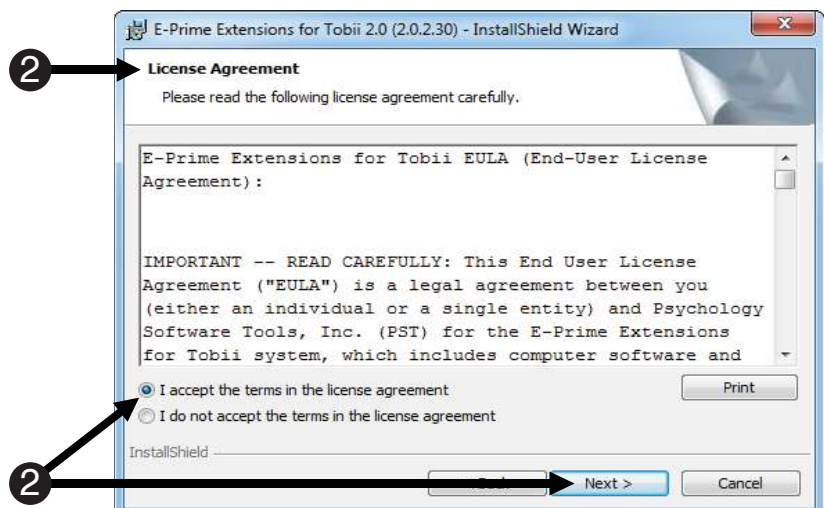 E-Prime Extensions for Tobii 2.0 (2.0.2.30) - InstallShield Wizard
2
License Agreement
Please read the following license agreement carefully.
E-Prime Extensions for Tobii EULA (End-User License
Agreement):
IMPORTANT -- READ CAREFULLY: This End User License
Agreement ("EULA") is a legal agreement between you
(either an individual or a single entity) and Psychology
Software Tools, Inc. (PST) for the E-Prime Extensions
for Tobii system, which includes computer software and
I accept the terms in the license agreement
Print
I do not accept the terms in the license agreement
InstallShield
2
Next >
Cancel